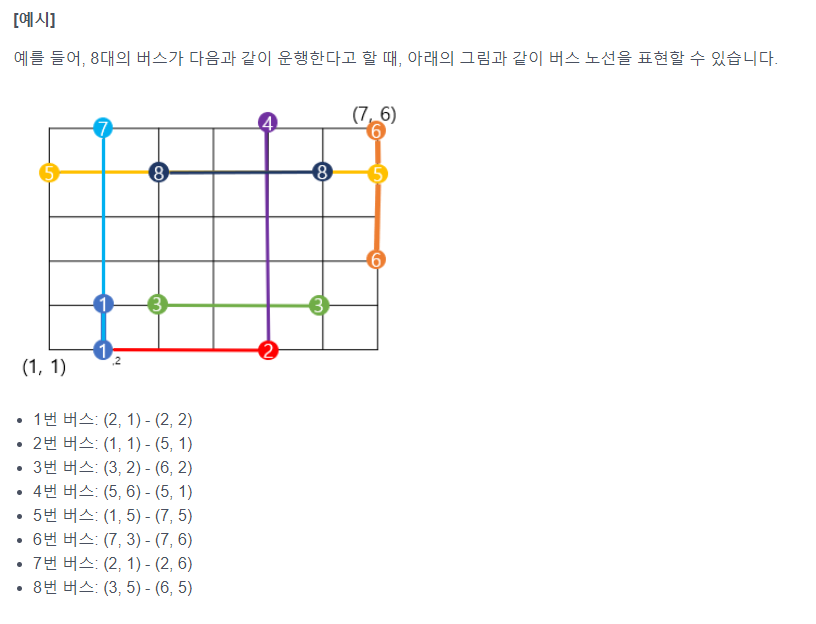 [예시]
예를 들어, 8대의 버스가 다음과 같이 운행한다고 할 때, 아래의 그림과 같이 버스 노선을 표현할 수 있습니다.
(7, 6)
7
4
6
5
8
8
5
6
1
3
3
1
,2
2
(1, 1)
1번 버스: (2, 1) - (2, 2)
2번 버스: (1, 1) - (5, 1)
3번 버스: (3, 2) - (6, 2)
4번 버스: (5, 6) - (5, 1)
5번 버스: (1, 5) - (7, 5)
6번 버스: (7, 3) - (7, 6)
7번 버스: (2, 1) - (2, 6)
8번 버스: (3, 5) - (6, 5)